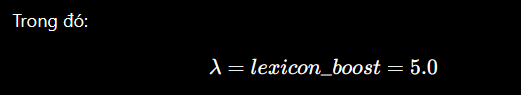 Trong đó:
λ = lexicon_boost = 5.0